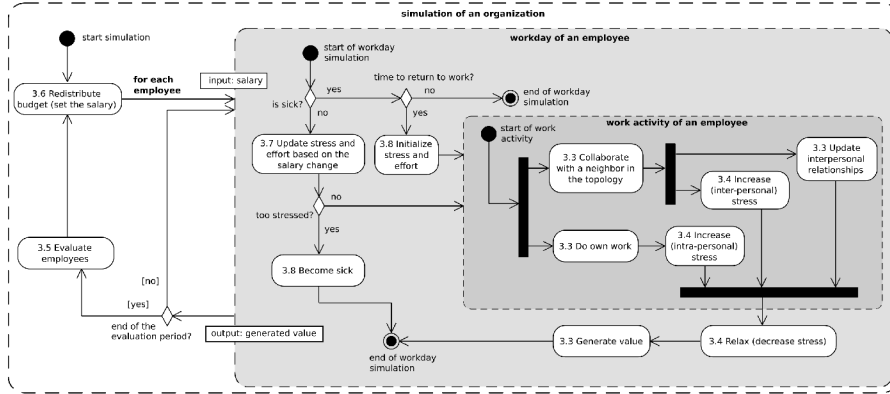 simulation of an organization
start simulation
3.6 Redistribute
budget (set the salary)
for each
employee
input: salary
workday of an employee
start of workday
simulation
is sick?
yes
no
time to return to work?
no
yes
end of workday
simulation
3.7 Update stress and
effort based on the
salary change
3.8 Initialize
stress and
effort
too stressed?
no
yes
3.8 Become sick
work activity of an employee
start of work
activity
3.3 Collaborate
with a neighbor in
the topology
3.3 Update
interpersonal
relationships
3.4 Increase
(inter-personal)
stress
3.3 Do own work
3.4 Increase
(intra-personal)
stress
3.4 Relax (decrease stress)
3.3 Generate value
end of workday
simulation
output: generated value
end of the
evaluation period?
[no]
[yes]
3.5 Evaluate
employees